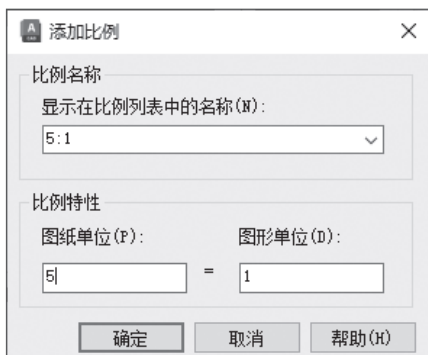 添加比例
比例名称
显示在比例列表中的名称(N):
5:1
比例特性
图纸单位(P): 图形单位(D):
5 = 1
确定 取消 帮助(H)